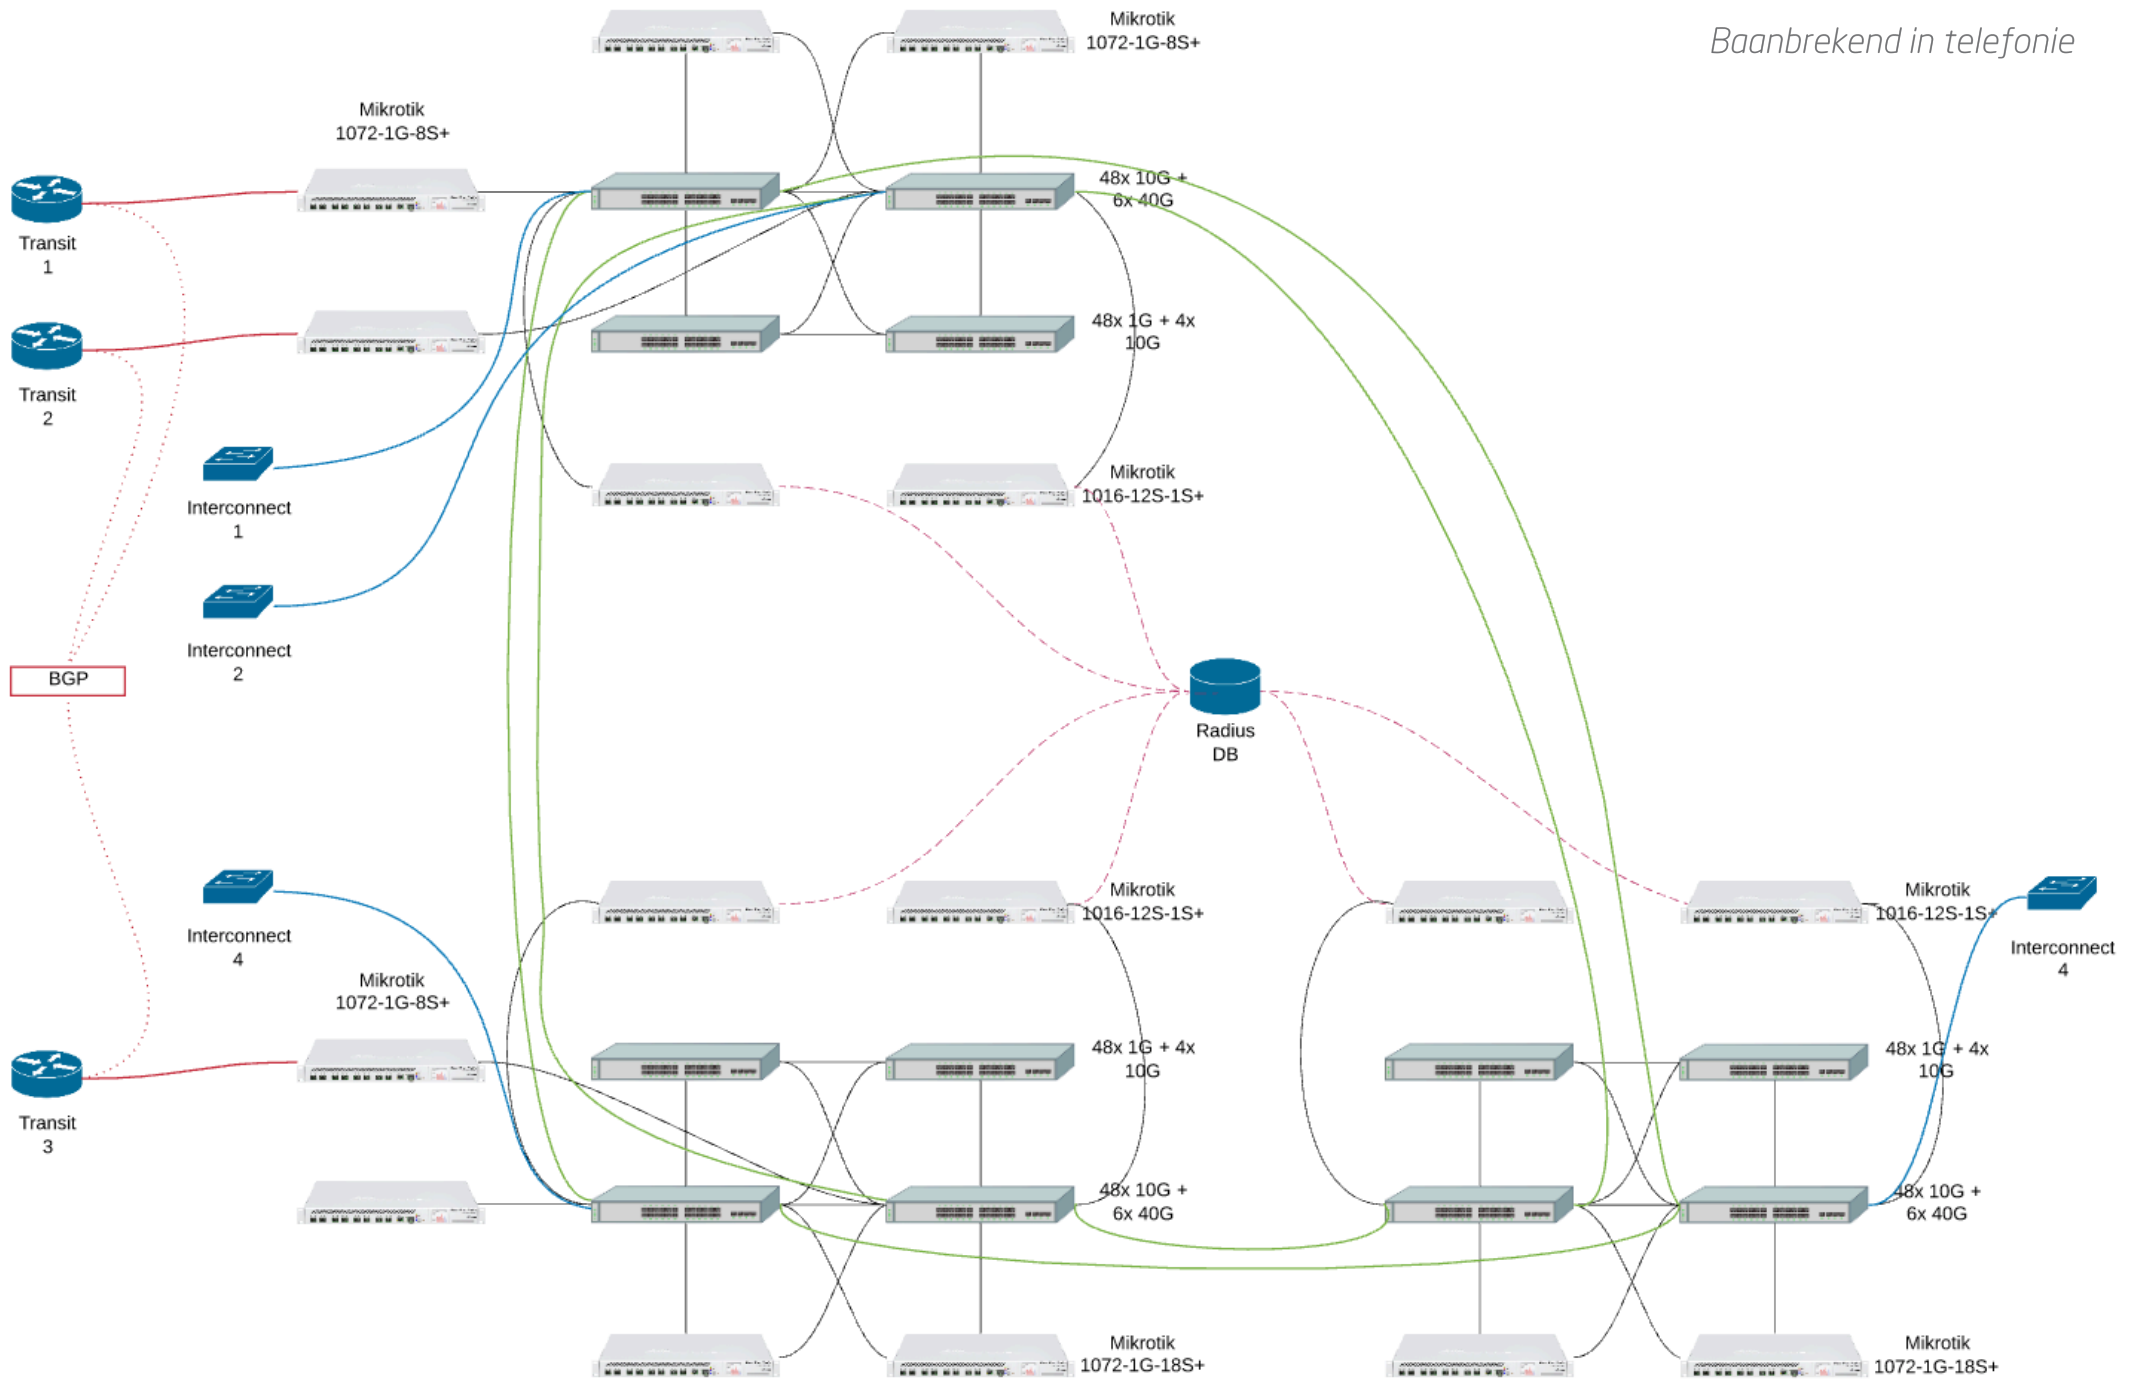 Mikrotik
1072-1G-8S+
Baanbrekend in telefonie
Mikrotik
1072-1G-8S+
48x 10G +
6x 40G
Transit
1
48x 1G + 4x
10G
Transit
2
Mikrotik
1016-12S-1S+
Interconnect
1
Interconnect
2
BGP
Radius
DB
Mikrotik
1016-12S-1S+
Mikrotik
1016-12S-1S+
Interconnect
4
Interconnect
4
Mikrotik
1072-1G-8S+
48x 1G + 4x
10G
48x 1G + 4x
10G
Transit
3
48x 10G +
6x 40G
48x 10G +
6x 40G
Mikrotik
1072-1G-18S+
Mikrotik
1072-1G-18S+